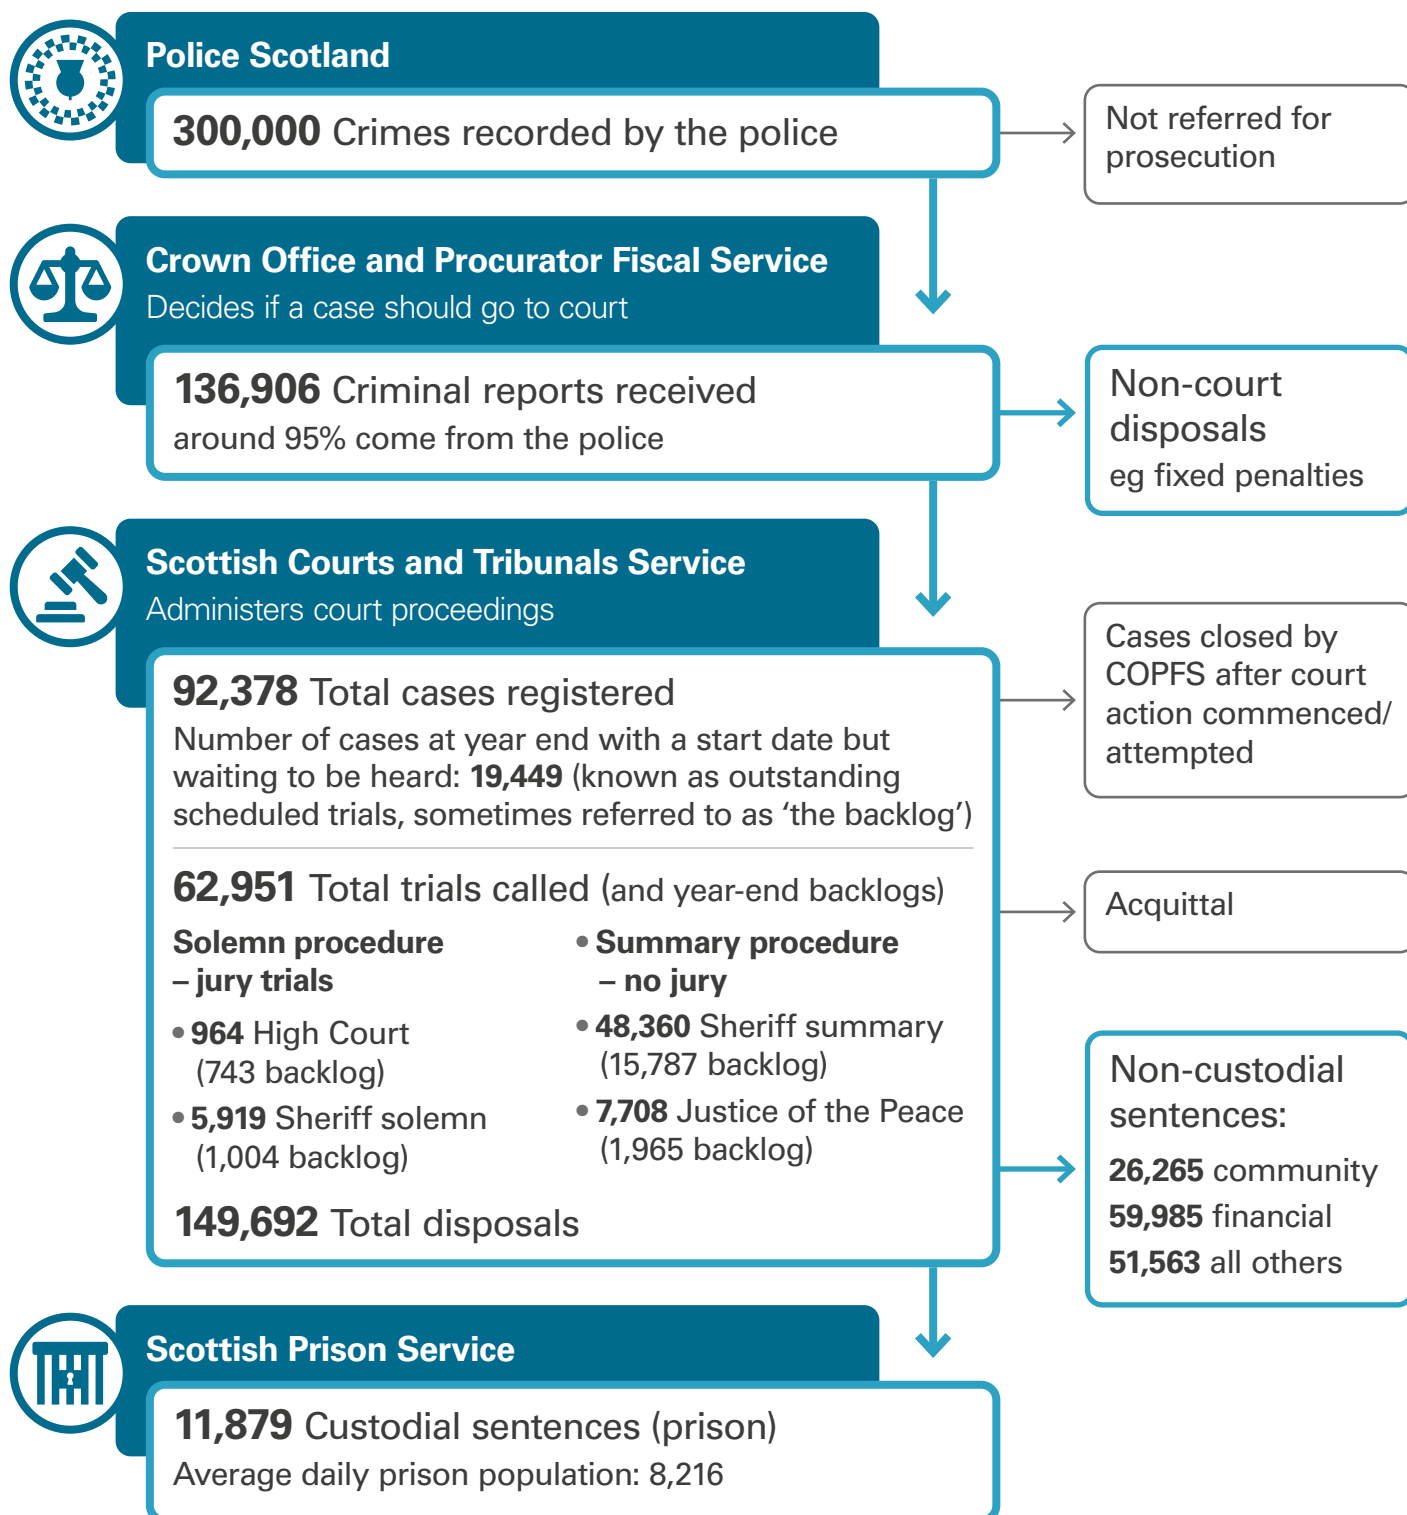 Police Scotland
300,000 Crimes recorded by the police
Not referred for
prosecution
Crown Office and Procurator Fiscal Service
Decides if a case should go to court
136,906 Criminal reports received
around 95% come from the police
Non-court
disposals
eg fixed penalties
Scottish Courts and Tribunals Service
Administers court proceedings
92,378 Total cases registered
Number of cases at year end with a start date but
waiting to be heard: 19,449 (known as outstanding
scheduled trials, sometimes referred to as ‘the backlog’)
Cases closed by
COPFS after court
action commenced/
attempted
62,951 Total trials called (and year-end backlogs)
Acquittal
Solemn procedure
– jury trials
• 964 High Court
(743 backlog)
• 5,919 Sheriff solemn
(1,004 backlog)
• Summary procedure
– no jury
• 48,360 Sheriff summary
(15,787 backlog)
• 7,708 Justice of the Peace
(1,965 backlog)
149,692 Total disposals
Non-custodial
sentences:
26,265 community
59,985 financial
51,563 all others
Scottish Prison Service
11,879 Custodial sentences (prison)
Average daily prison population: 8,216